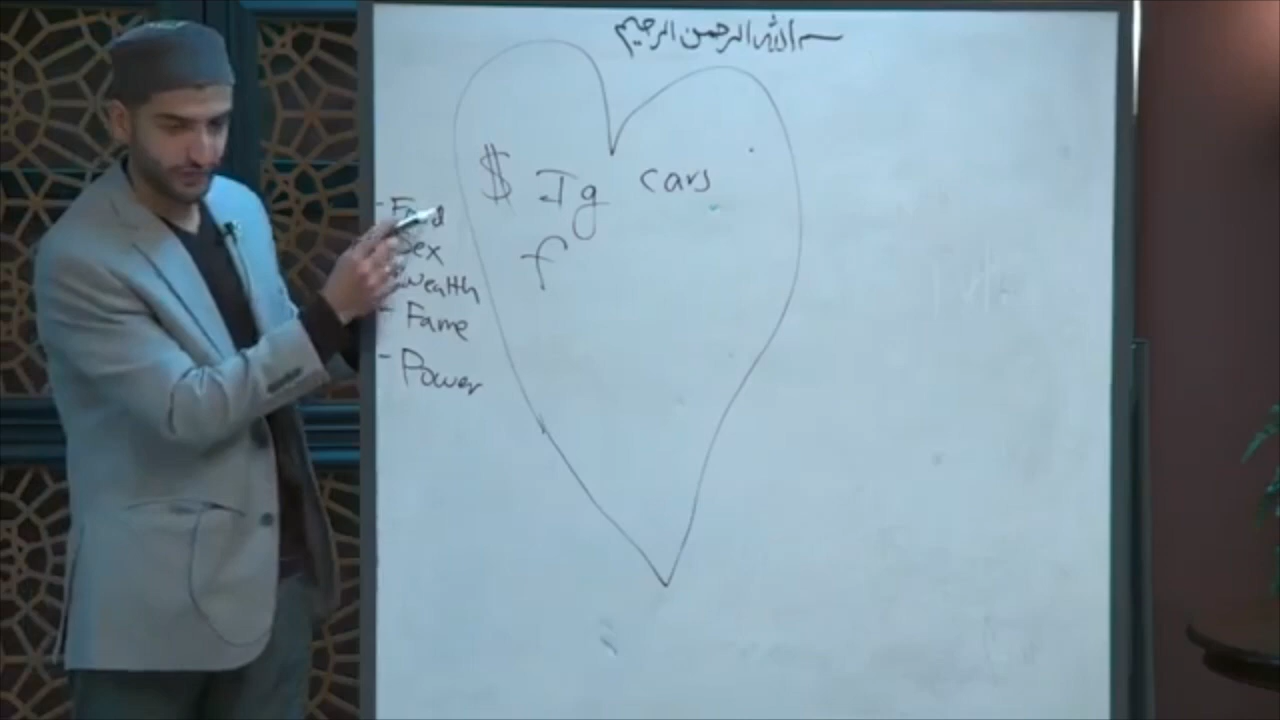 بسم الله الرحمن الرحيم
$ Ig cars
f
- Food
Sex
wealth
- Fame
- Power